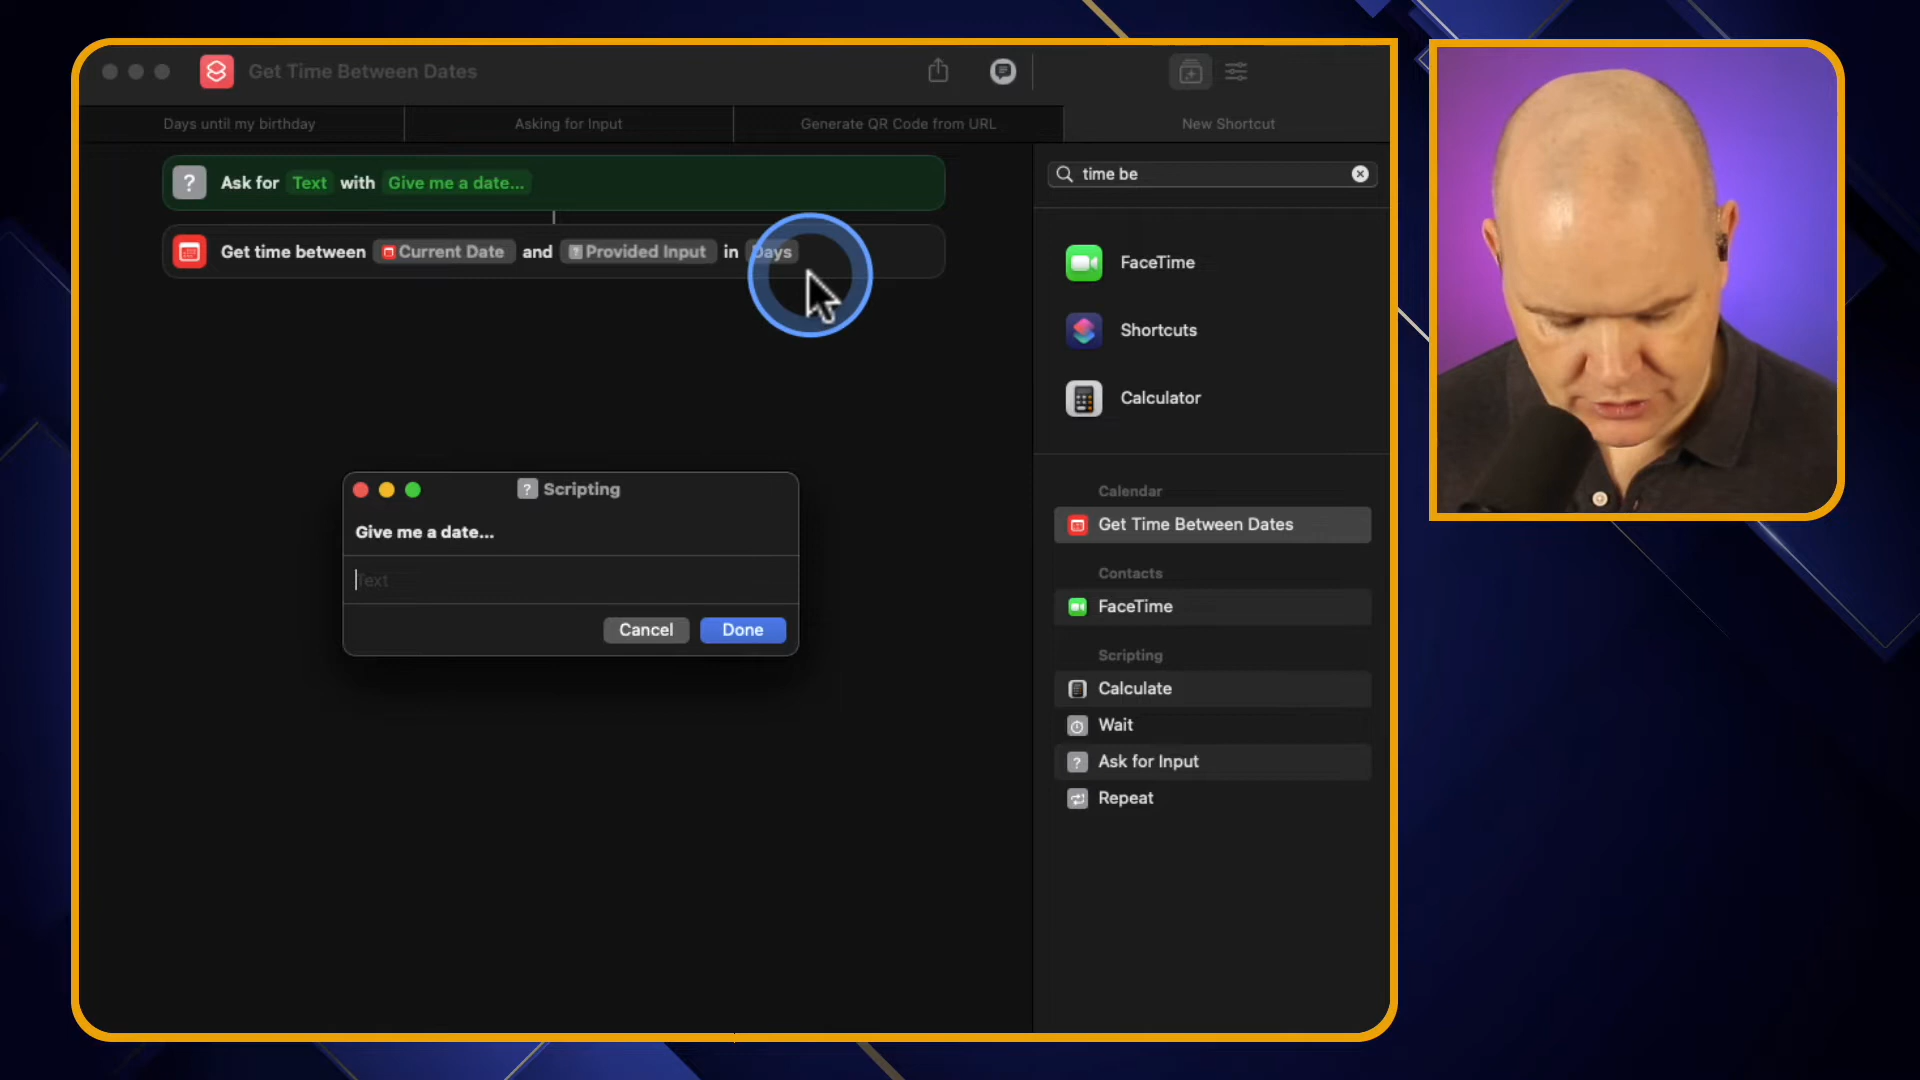 Get Time Between Dates
Days until my birthday
Asking for Input
Generate QR Code from URL
New Shortcut
? Ask for Text with Give me a date...
Get time between Current Date and ? Provided Input in Days
time be
FaceTime
Shortcuts
Calculator
Calendar
Get Time Between Dates
Contacts
FaceTime
Scripting
Calculate
Wait
? Ask for Input
Repeat
? Scripting
Give me a date...
Text
Cancel
Done